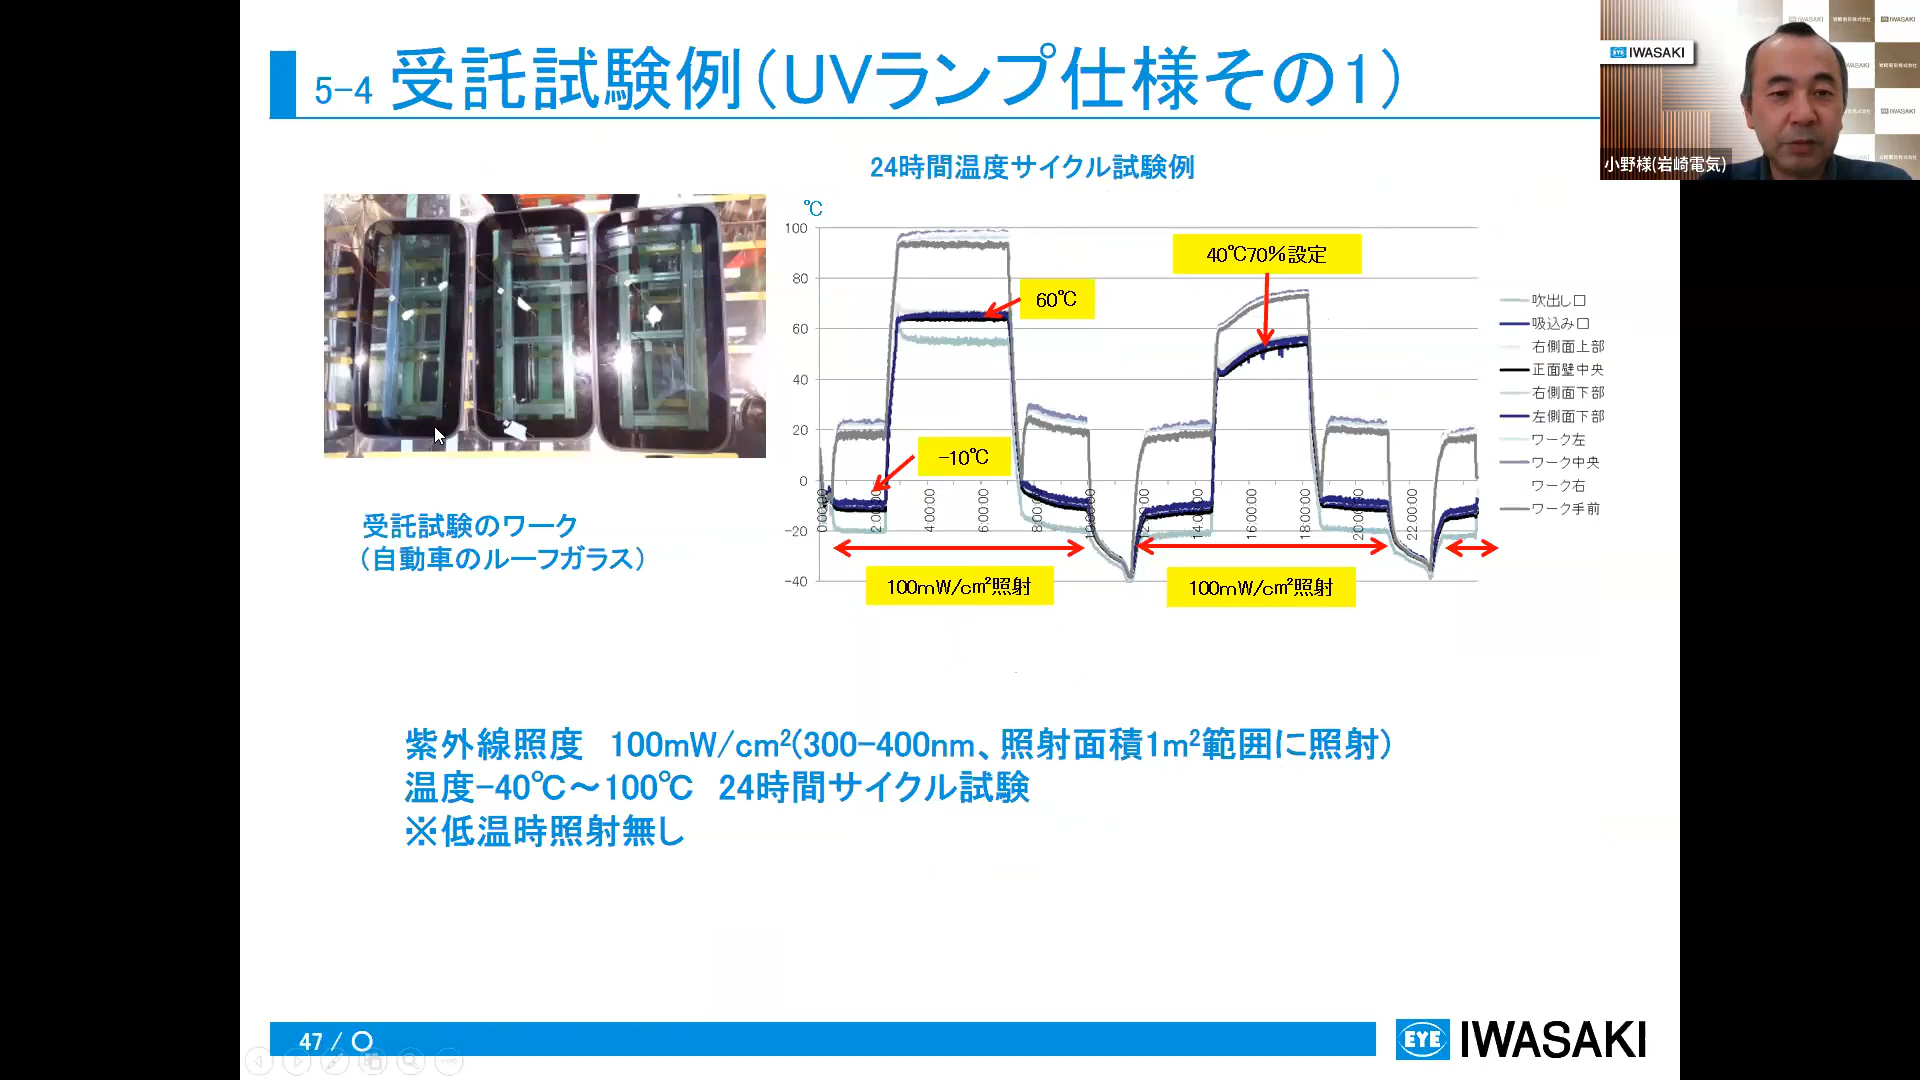 5-4 受託試験例(UVランプ仕様その1)
IWASAKI
小野様(岩崎電気)
24時間温度サイクル試験例
℃
100
80
60
40
20
0
-20
-40
0:00:00
2:00:00
4:00:00
6:00:00
8:00:00
10:00:00
12:00:00
14:00:00
16:00:00
18:00:00
20:00:00
22:00:00
60℃
40℃70%設定
-10℃
100mW/c㎡照射
100mW/c㎡照射
吹出し口
吸込み口
右側面上部
正面壁中央
右側面下部
左側面下部
ワーク左
ワーク中央
ワーク右
ワーク手前
受託試験のワーク
(自動車のルーフガラス)
紫外線照度 100mW/cm²(300-400nm、照射面積1m²範囲に照射)
温度-40℃～100℃ 24時間サイクル試験
※低温時照射無し
47 / 〇
EYE IWASAKI